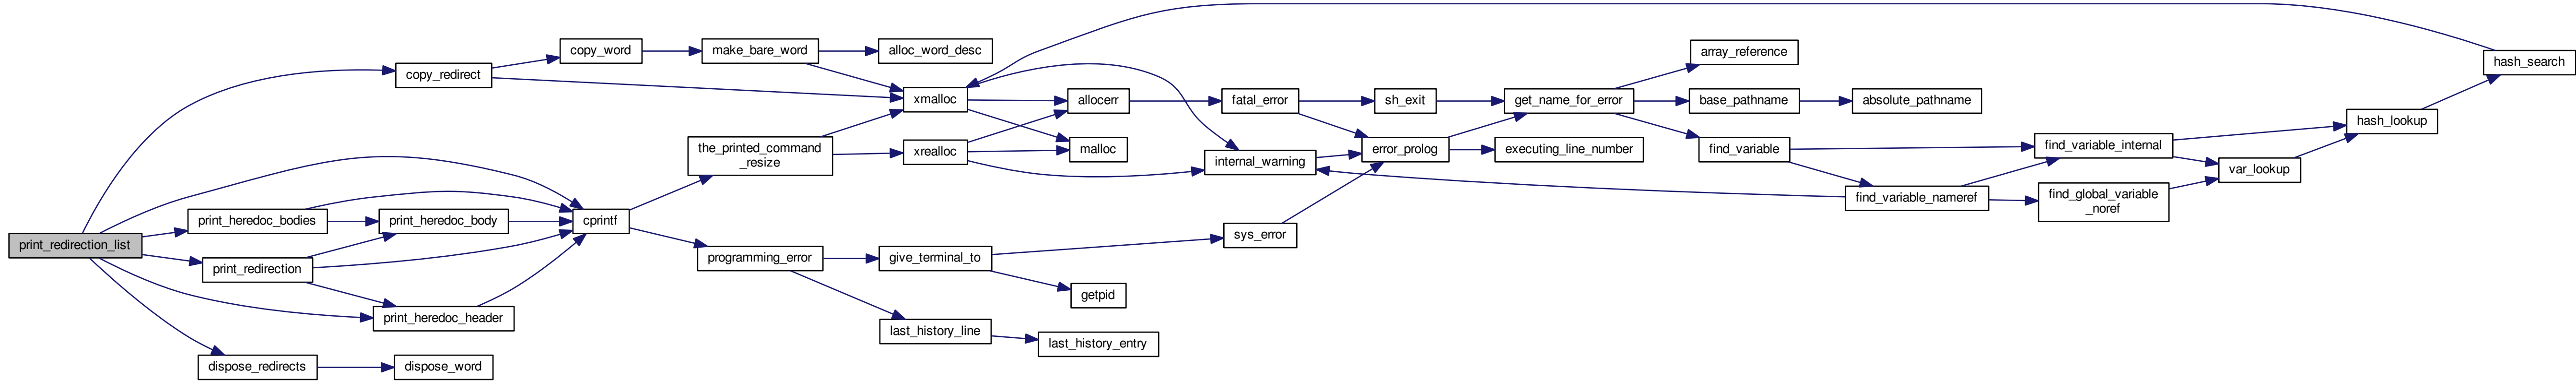 print_redirection_list
copy_redirect
print_heredoc_bodies
print_redirection
print_heredoc_header
dispose_redirects
copy_word
print_heredoc_body
dispose_word
cprintf
make_bare_word
the_printed_command
_resize
programming_error
alloc_word_desc
xmalloc
xrealloc
give_terminal_to
last_history_line
allocerr
malloc
getpid
last_history_entry
fatal_error
internal_warning
sys_error
sh_exit
error_prolog
get_name_for_error
executing_line_number
array_reference
base_pathname
find_variable
absolute_pathname
find_variable_nameref
find_variable_internal
find_global_variable
_noref
var_lookup
hash_lookup
hash_search